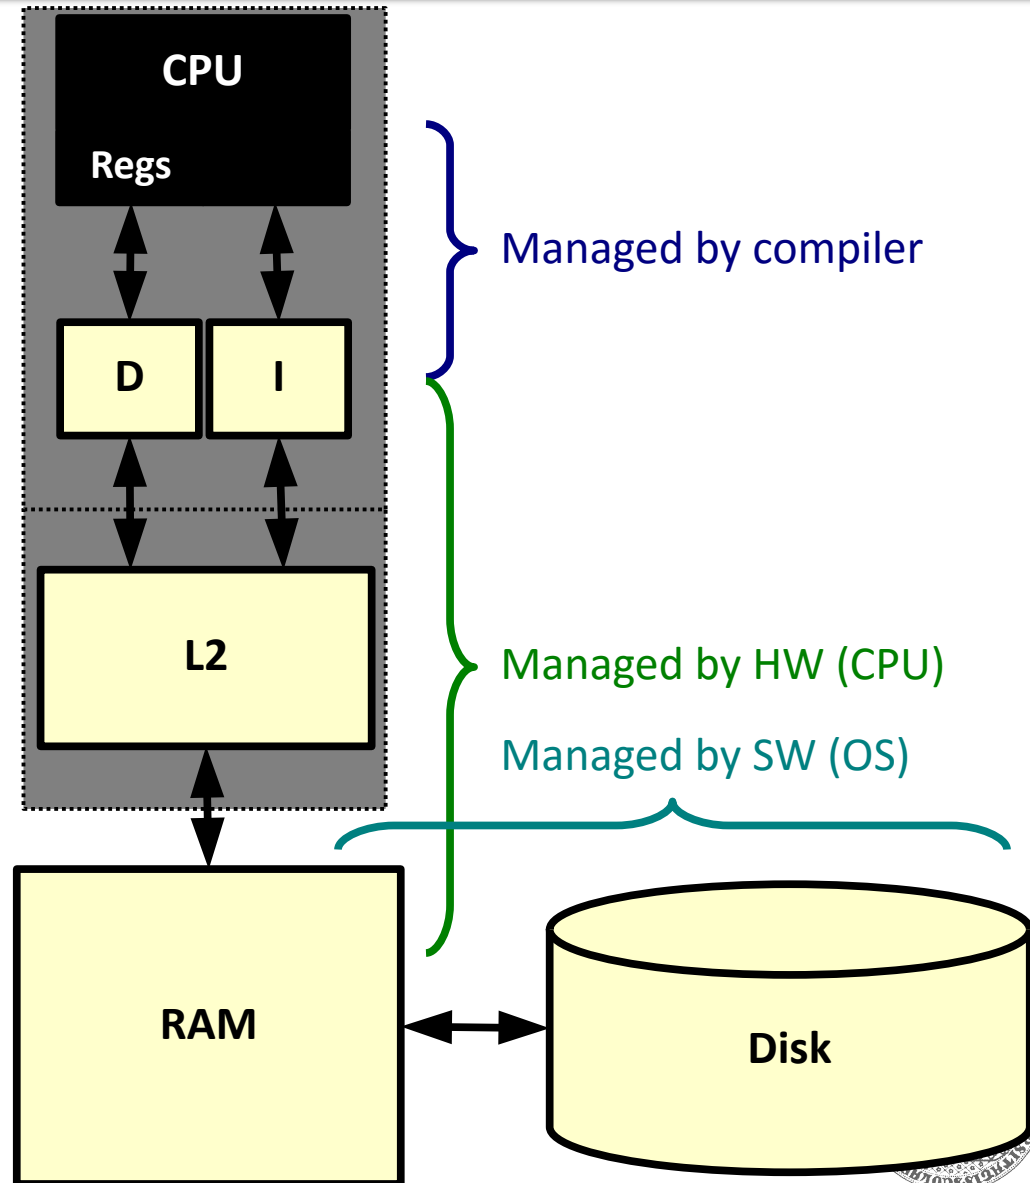 CPU
Regs
Managed by compiler
D
I
L2
Managed by HW (CPU)
Managed by SW (OS)
RAM
Disk